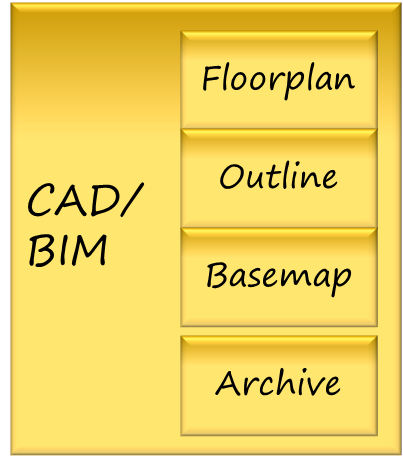 CAD/
BIM
Floorplan
Outline
Basemap
Archive